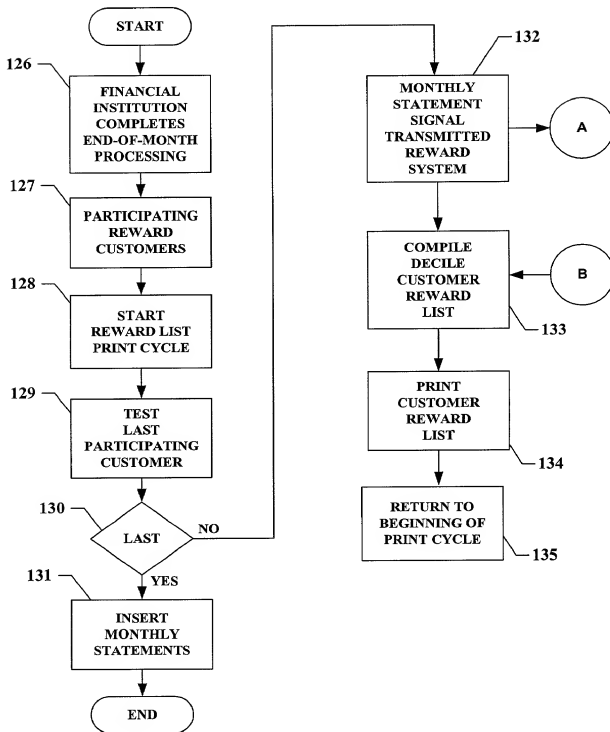 START
126
FINANCIAL
INSTITUTION
COMPLETES
END-OF-MONTH
PROCESSING
127
PARTICIPATING
REWARD
CUSTOMERS
128
START
REWARD LIST
PRINT CYCLE
129
TEST
LAST
PARTICIPATING
CUSTOMER
130
LAST
NO
YES
131
INSERT
MONTHLY
STATEMENTS
END
132
MONTHLY
STATEMENT
SIGNAL
TRANSMITTED
REWARD
SYSTEM
A
COMPILE
DECILE
CUSTOMER
REWARD
LIST
B
133
PRINT
CUSTOMER
REWARD
LIST
134
RETURN TO
BEGINNING OF
PRINT CYCLE
135